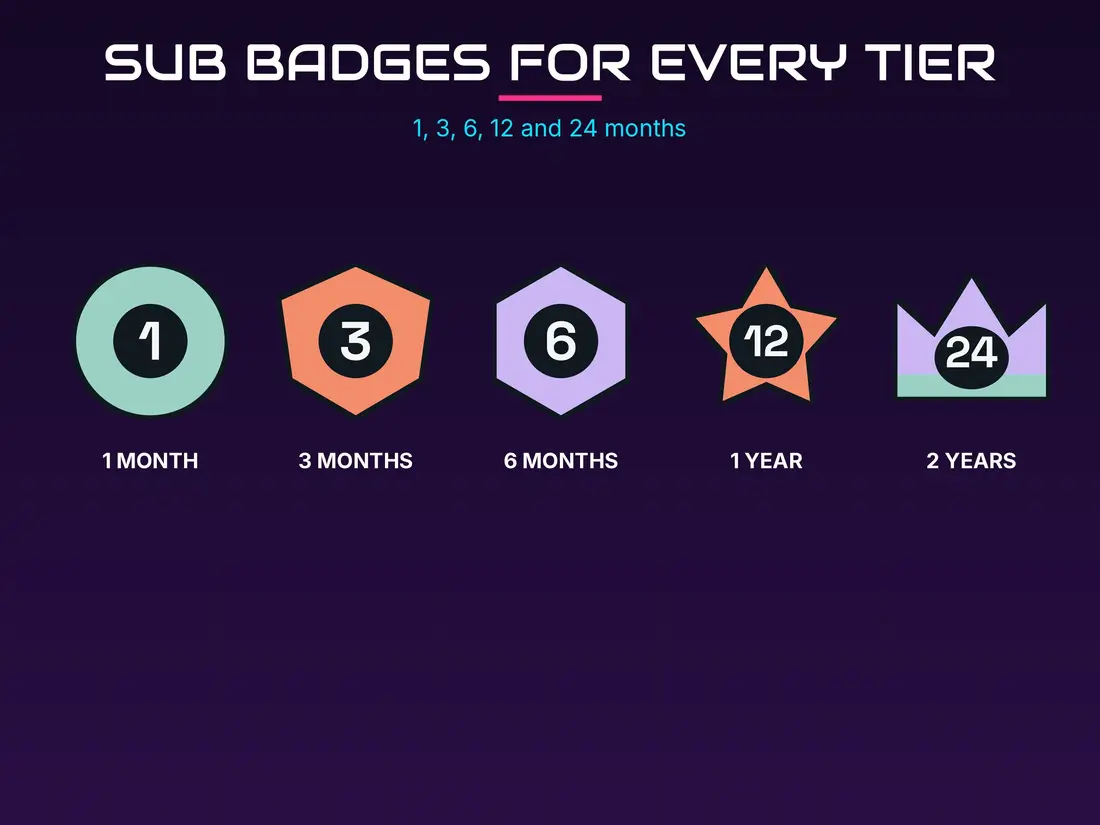 SUB BADGES FOR EVERY TIER
1, 3, 6, 12 and 24 months
1 3 6 12 24
1 MONTH 3 MONTHS 6 MONTHS 1 YEAR 2 YEARS